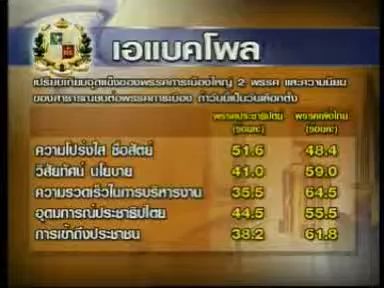 เอแบคโพล
เปรียบเทียบจุดแข็งของพรรคการเมืองใหญ่ 2 พรรค และความนิยม
ของสาธารณชนต่อพรรคการเมือง ถ้าวันนี้เป็นวันเลือกตั้ง
พรรคประชาธิปัตย์ พรรคเพื่อไทย
(ร้อยละ) (ร้อยละ)
ความโปร่งใส ซื่อสัตย์ 51.6 48.4
วิสัยทัศน์ นโยบาย 41.0 59.0
ความรวดเร็วในการบริหารงาน 35.5 64.5
อุดมการณ์ประชาธิปไตย 44.5 55.5
การเข้าถึงประชาชน 38.2 61.8